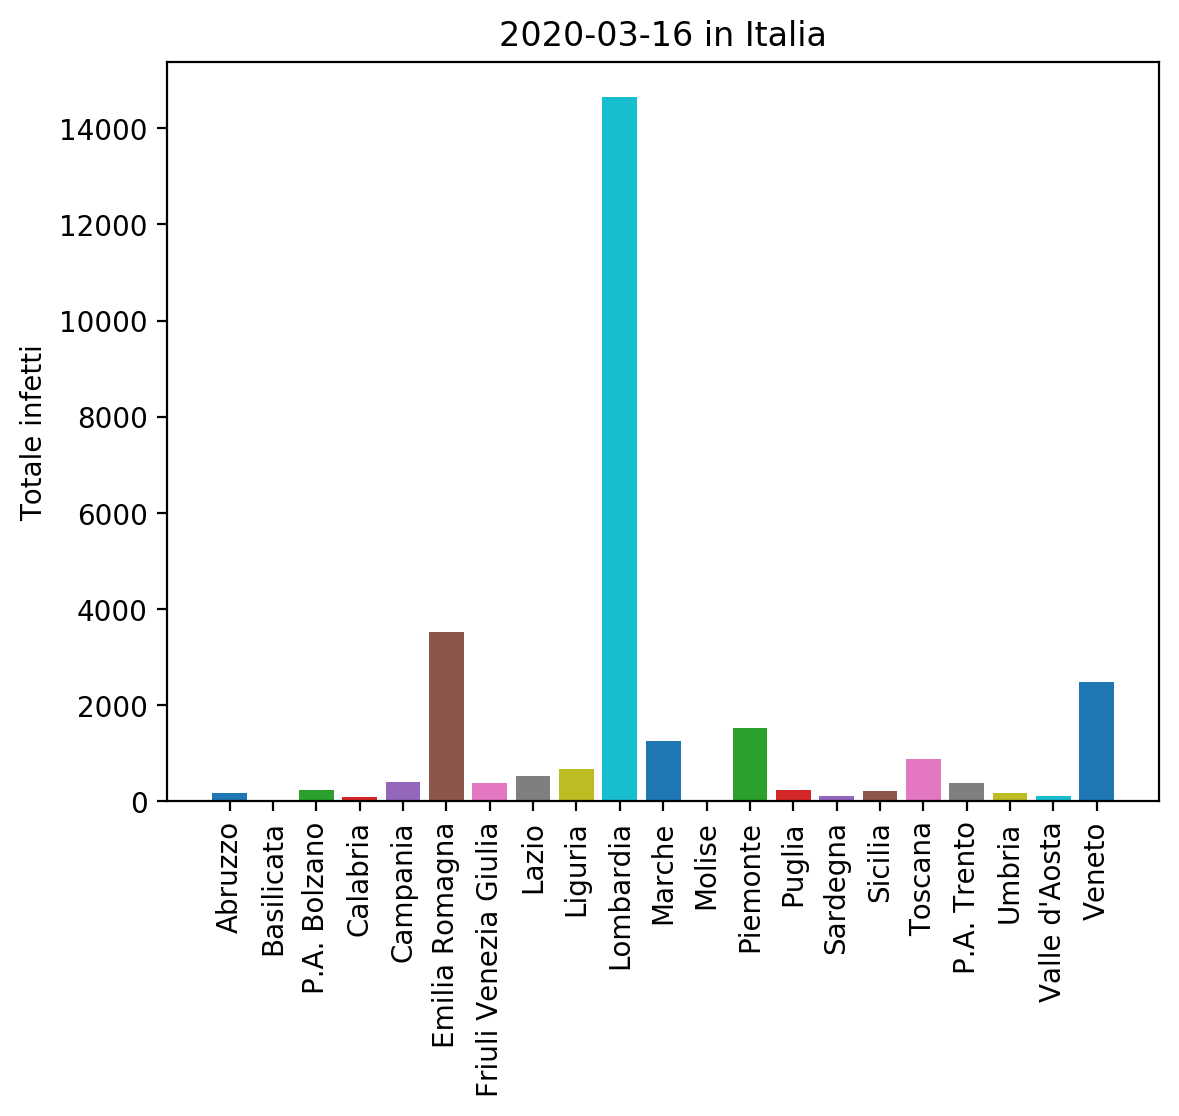 2020-03-16 in Italia
Totale infetti
14000
12000
10000
8000
6000
4000
2000
0
Abruzzo
Basilicata
P.A. Bolzano
Calabria
Campania
Emilia Romagna
Friuli Venezia Giulia
Lazio
Liguria
Lombardia
Marche
Molise
Piemonte
Puglia
Sardegna
Sicilia
Toscana
P.A. Trento
Umbria
Valle d'Aosta
Veneto